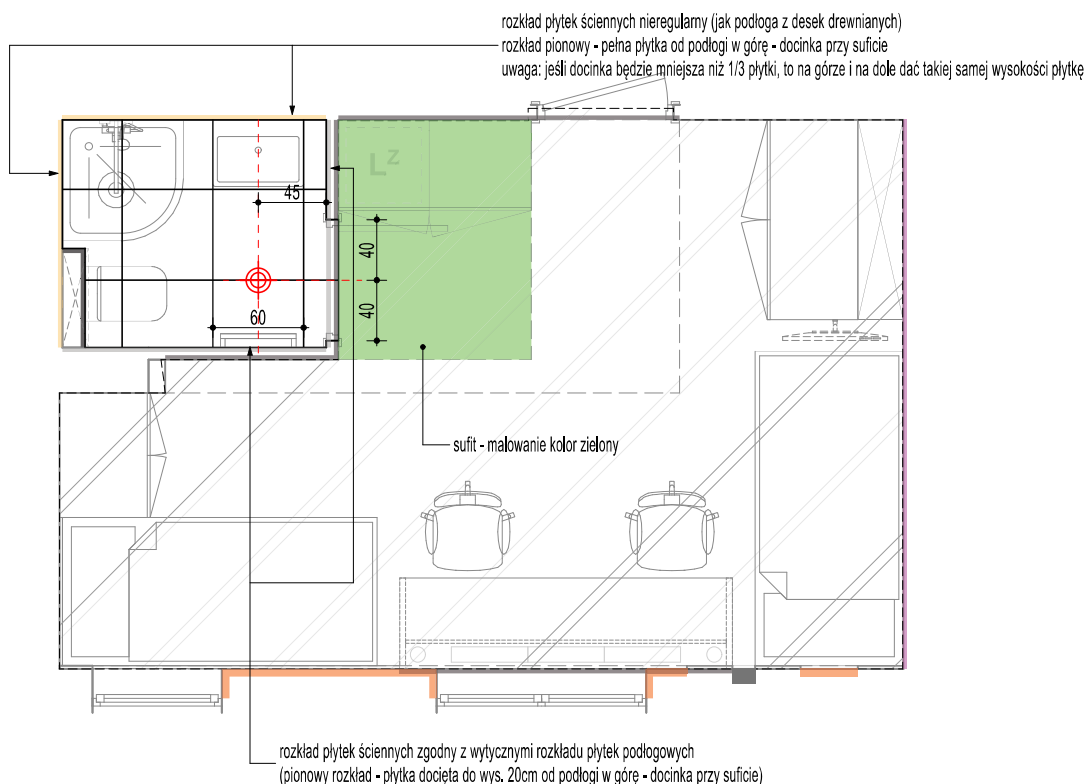 rozkład płytek ściennych nieregularny (jak podłoga z desek drewnianych)
rozkład pionowy - pełna płytka od podłogi w górę - docinka przy suficie
uwaga: jeśli docinka będzie mniejsza niż 1/3 płytki, to na górze i na dole dać takiej samej wysokości płytkę
LZ
45
40
40
60
sufit - malowanie kolor zielony
rozkład płytek ściennych zgodny z wytycznymi rozkładu płytek podłogowych
(pionowy rozkład - płytka docięta do wys. 20cm od podłogi w górę - docinka przy suficie)